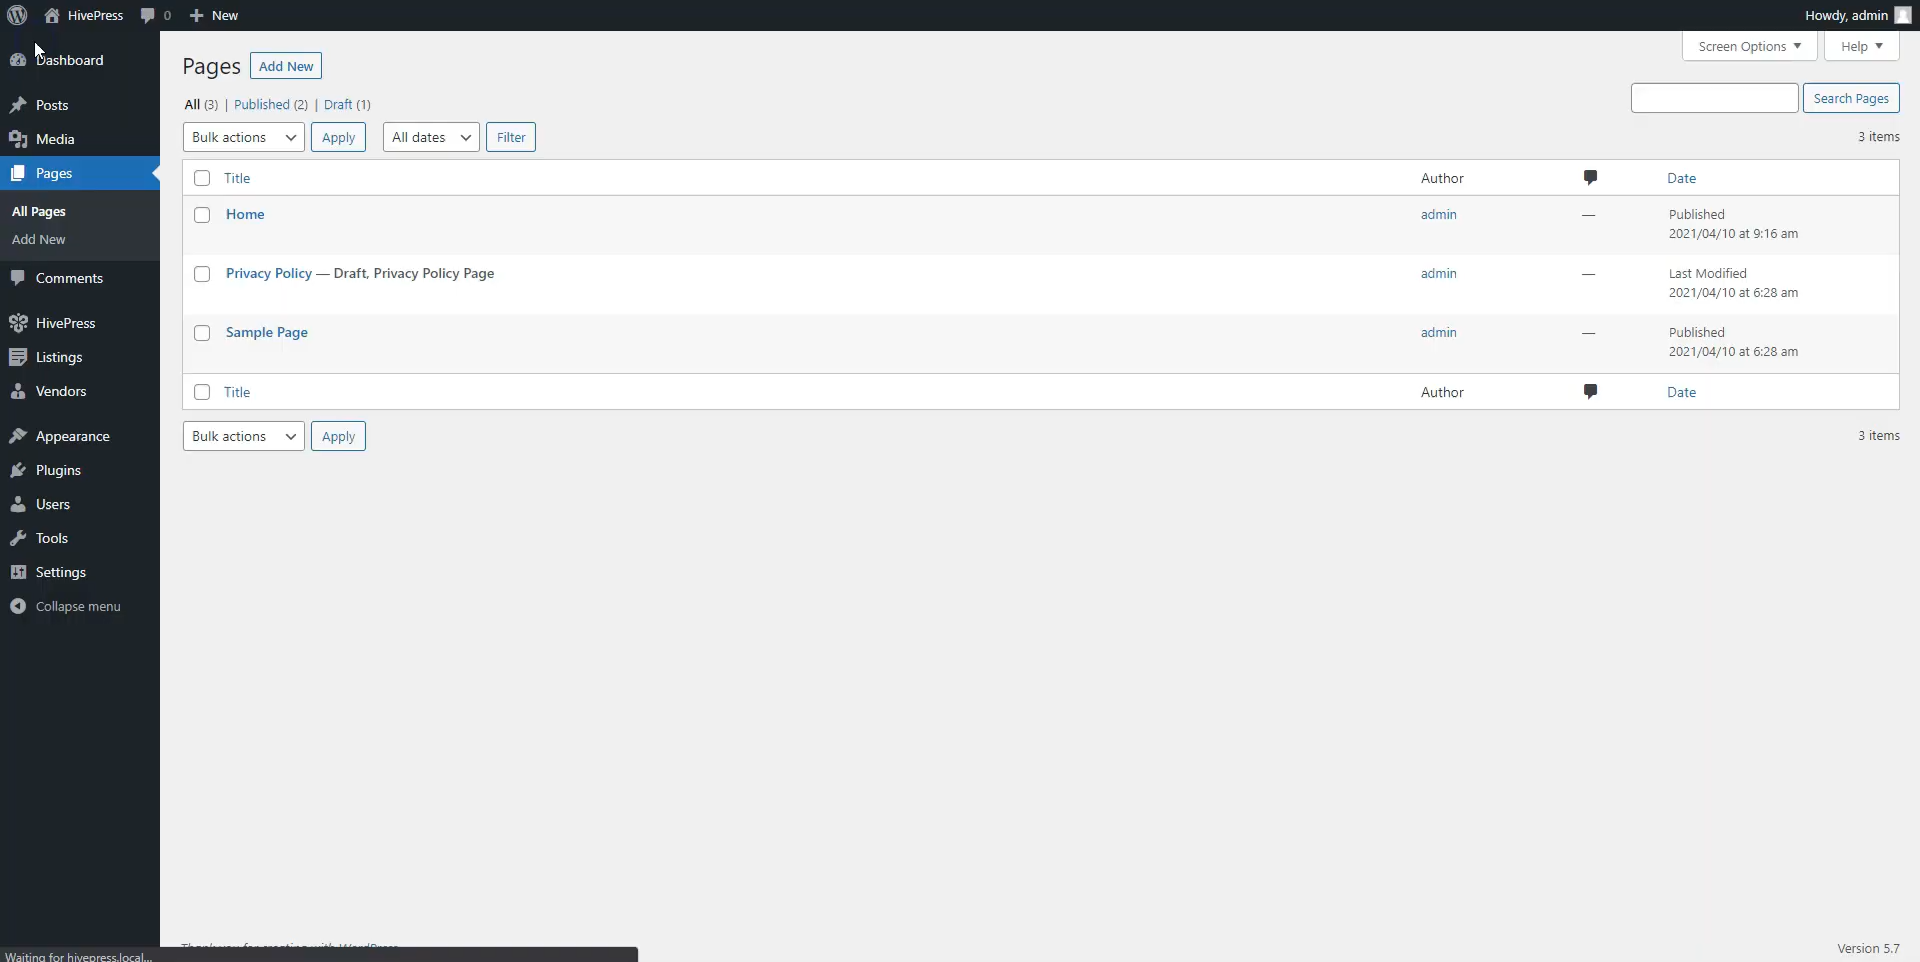 HivePress 0 New Howdy, admin
Screen Options Help
Dashboard
Posts
Media
Pages
All Pages
Add New
Comments
HivePress
Listings
Vendors
Appearance
Plugins
Users
Tools
Settings
Collapse menu
Pages Add New
All (3) | Published (2) | Draft (1)
Search Pages
Bulk actions Apply All dates Filter 3 items
Title Author Date
Home admin — Published
2021/04/10 at 9:16 am
Privacy Policy — Draft, Privacy Policy Page admin — Last Modified
2021/04/10 at 6:28 am
Sample Page admin — Published
2021/04/10 at 6:28 am
Title Author Date
Bulk actions Apply 3 items
Thank you for creating with WordPress. Version 5.7
Waiting for hivepress.local...